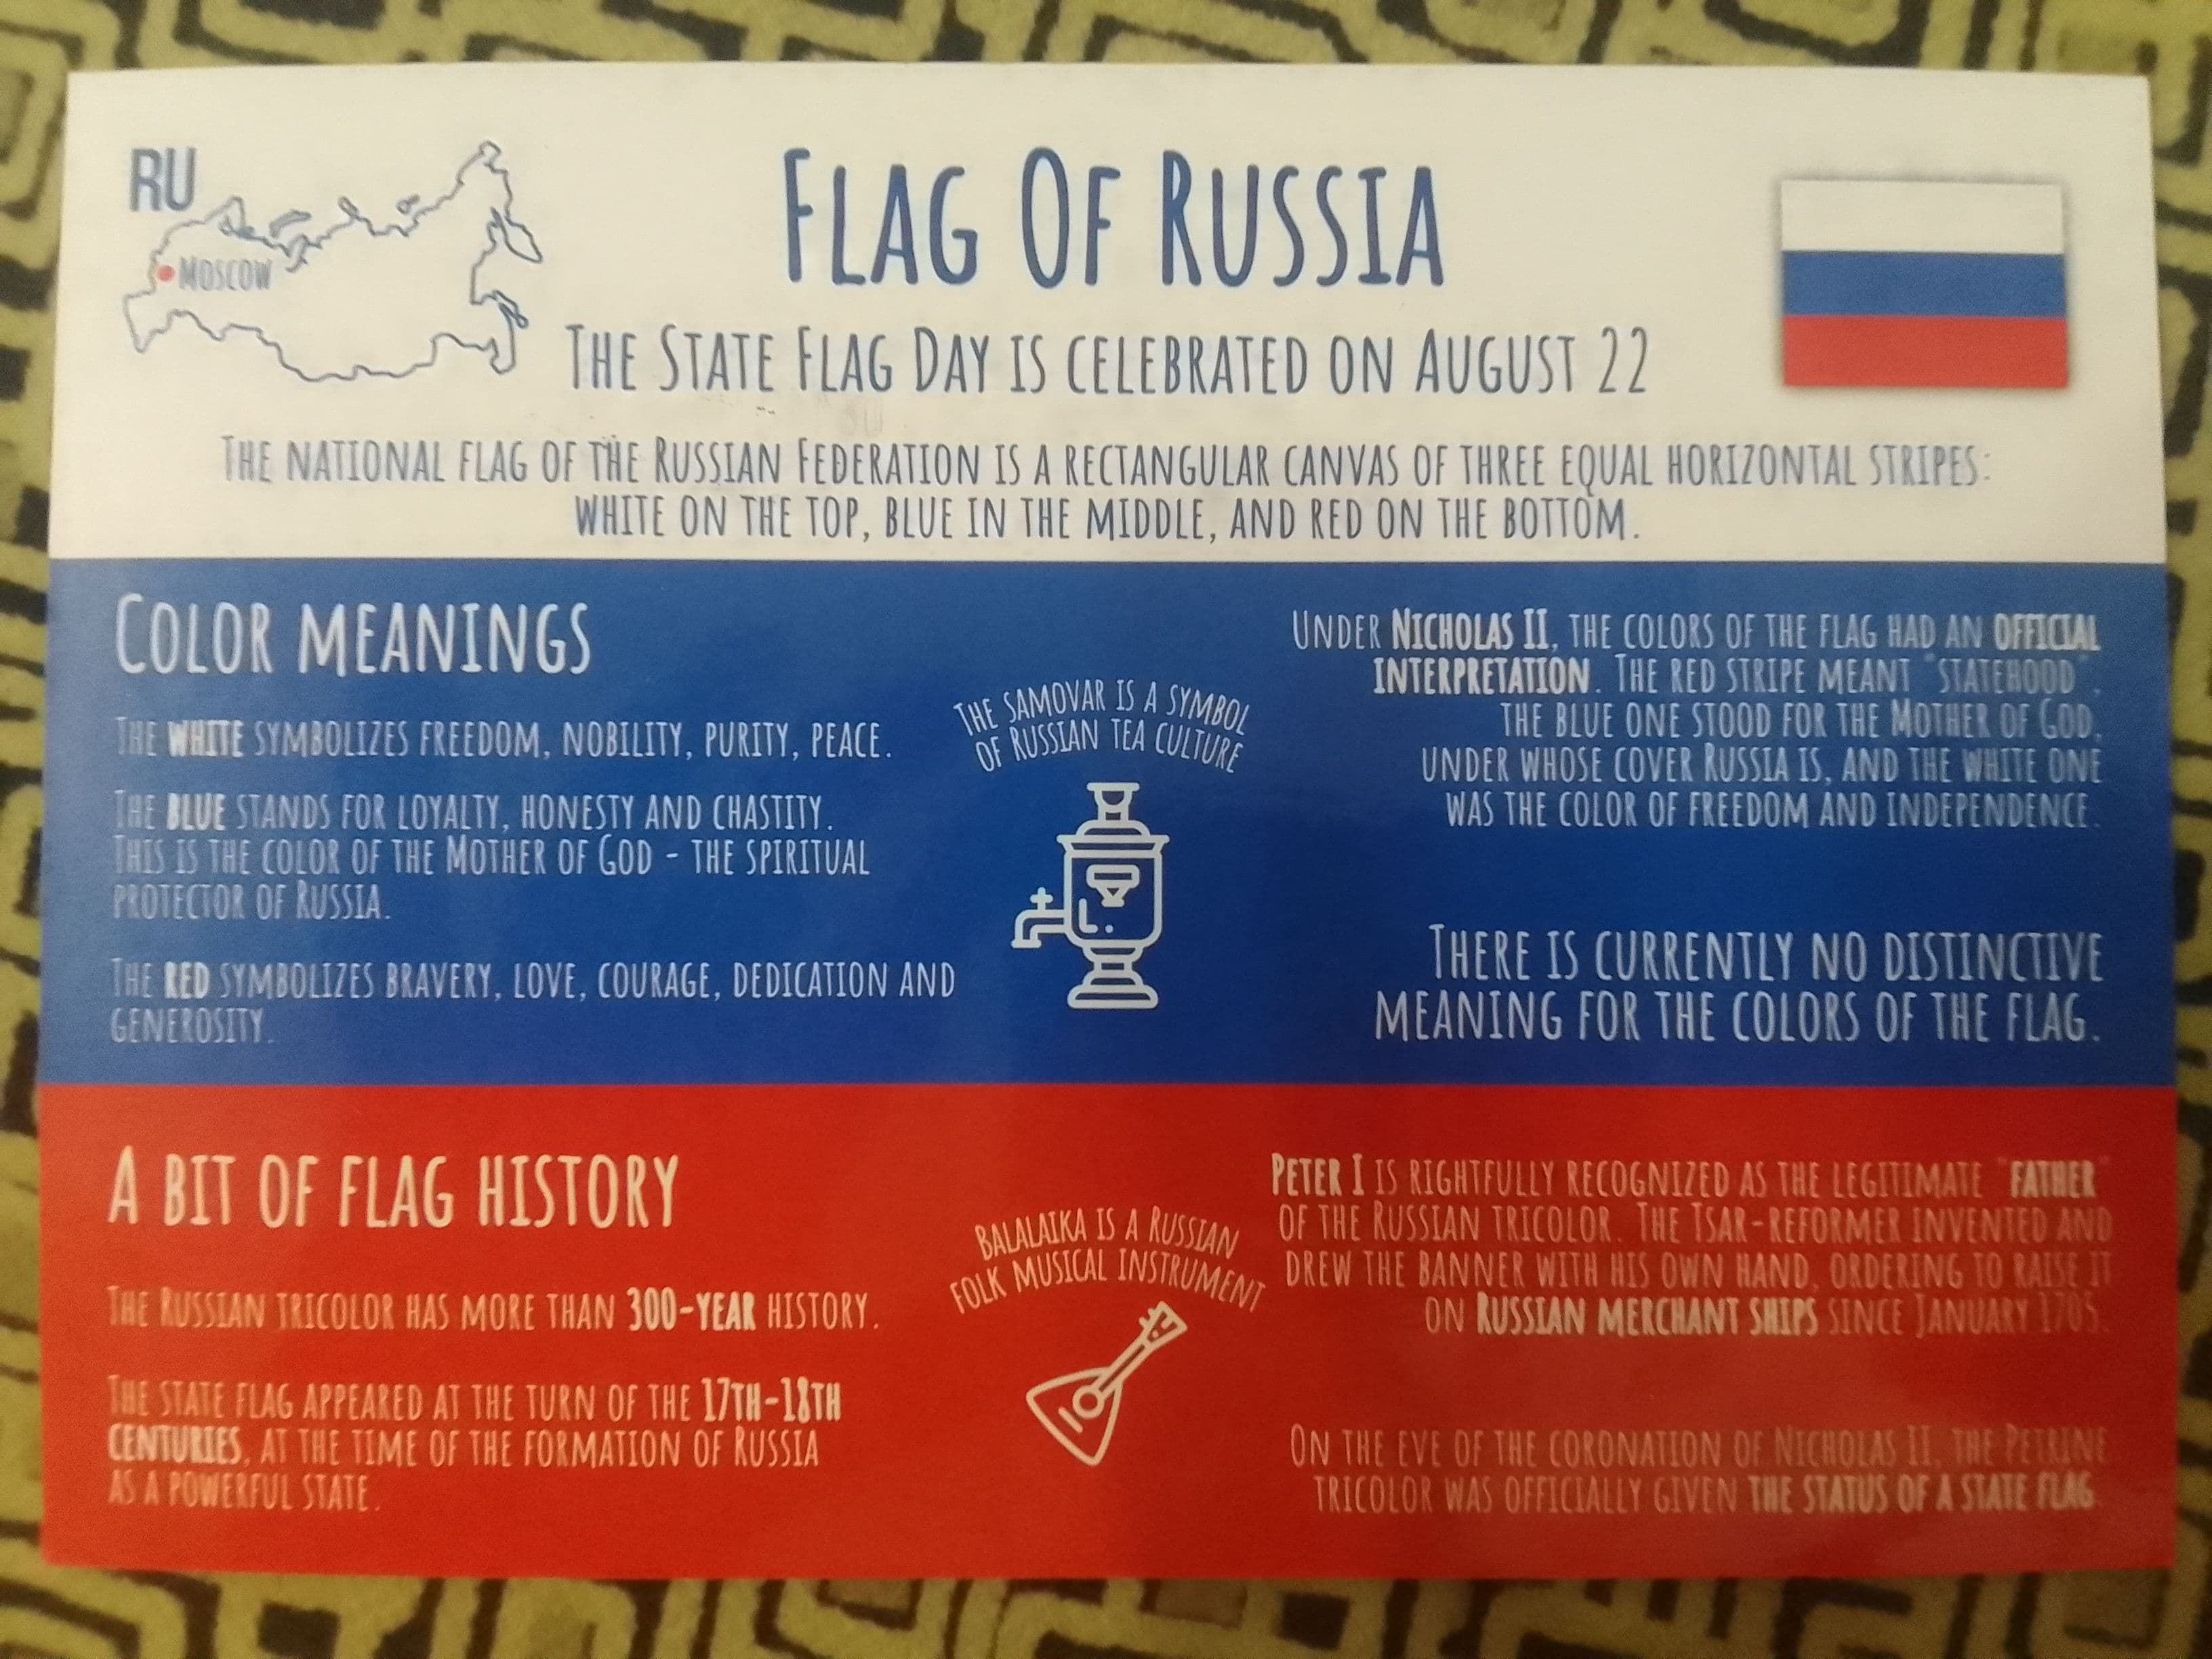 RU
MOSCOW
FLAG OF RUSSIA
THE STATE FLAG DAY IS CELEBRATED ON AUGUST 22
THE NATIONAL FLAG OF THE RUSSIAN FEDERATION IS A RECTANGULAR CANVAS OF THREE EQUAL HORIZONTAL STRIPES:
WHITE ON THE TOP, BLUE IN THE MIDDLE, AND RED ON THE BOTTOM.
COLOR MEANINGS
THE WHITE SYMBOLIZES FREEDOM, NOBILITY, PURITY, PEACE.
THE BLUE STANDS FOR LOYALTY, HONESTY AND CHASTITY.
THIS IS THE COLOR OF THE MOTHER OF GOD - THE SPIRITUAL
PROTECTOR OF RUSSIA.
THE RED SYMBOLIZES BRAVERY, LOVE, COURAGE, DEDICATION AND
GENEROSITY.
THE SAMOVAR IS A SYMBOL
OF RUSSIAN TEA CULTURE
UNDER NICHOLAS II, THE COLORS OF THE FLAG HAD AN OFFICIAL
INTERPRETATION. THE RED STRIPE MEANT "STATEHOOD",
THE BLUE ONE STOOD FOR THE MOTHER OF GOD,
UNDER WHOSE COVER RUSSIA IS, AND THE WHITE ONE
WAS THE COLOR OF FREEDOM AND INDEPENDENCE.
THERE IS CURRENTLY NO DISTINCTIVE
MEANING FOR THE COLORS OF THE FLAG.
A BIT OF FLAG HISTORY
THE RUSSIAN TRICOLOR HAS MORE THAN 300-YEAR HISTORY.
THE STATE FLAG APPEARED AT THE TURN OF THE 17TH-18TH
CENTURIES, AT THE TIME OF THE FORMATION OF RUSSIA
AS A POWERFUL STATE.
BALALAIKA IS A RUSSIAN
FOLK MUSICAL INSTRUMENT
PETER I IS RIGHTFULLY RECOGNIZED AS THE LEGITIMATE "FATHER"
OF THE RUSSIAN TRICOLOR. THE TSAR-REFORMER INVENTED AND
DREW THE BANNER WITH HIS OWN HAND, ORDERING TO RAISE IT
ON RUSSIAN MERCHANT SHIPS SINCE JANUARY 1705.
ON THE EVE OF THE CORONATION OF NICHOLAS II, THE PETRINE
TRICOLOR WAS OFFICIALLY GIVEN THE STATUS OF A STATE FLAG.